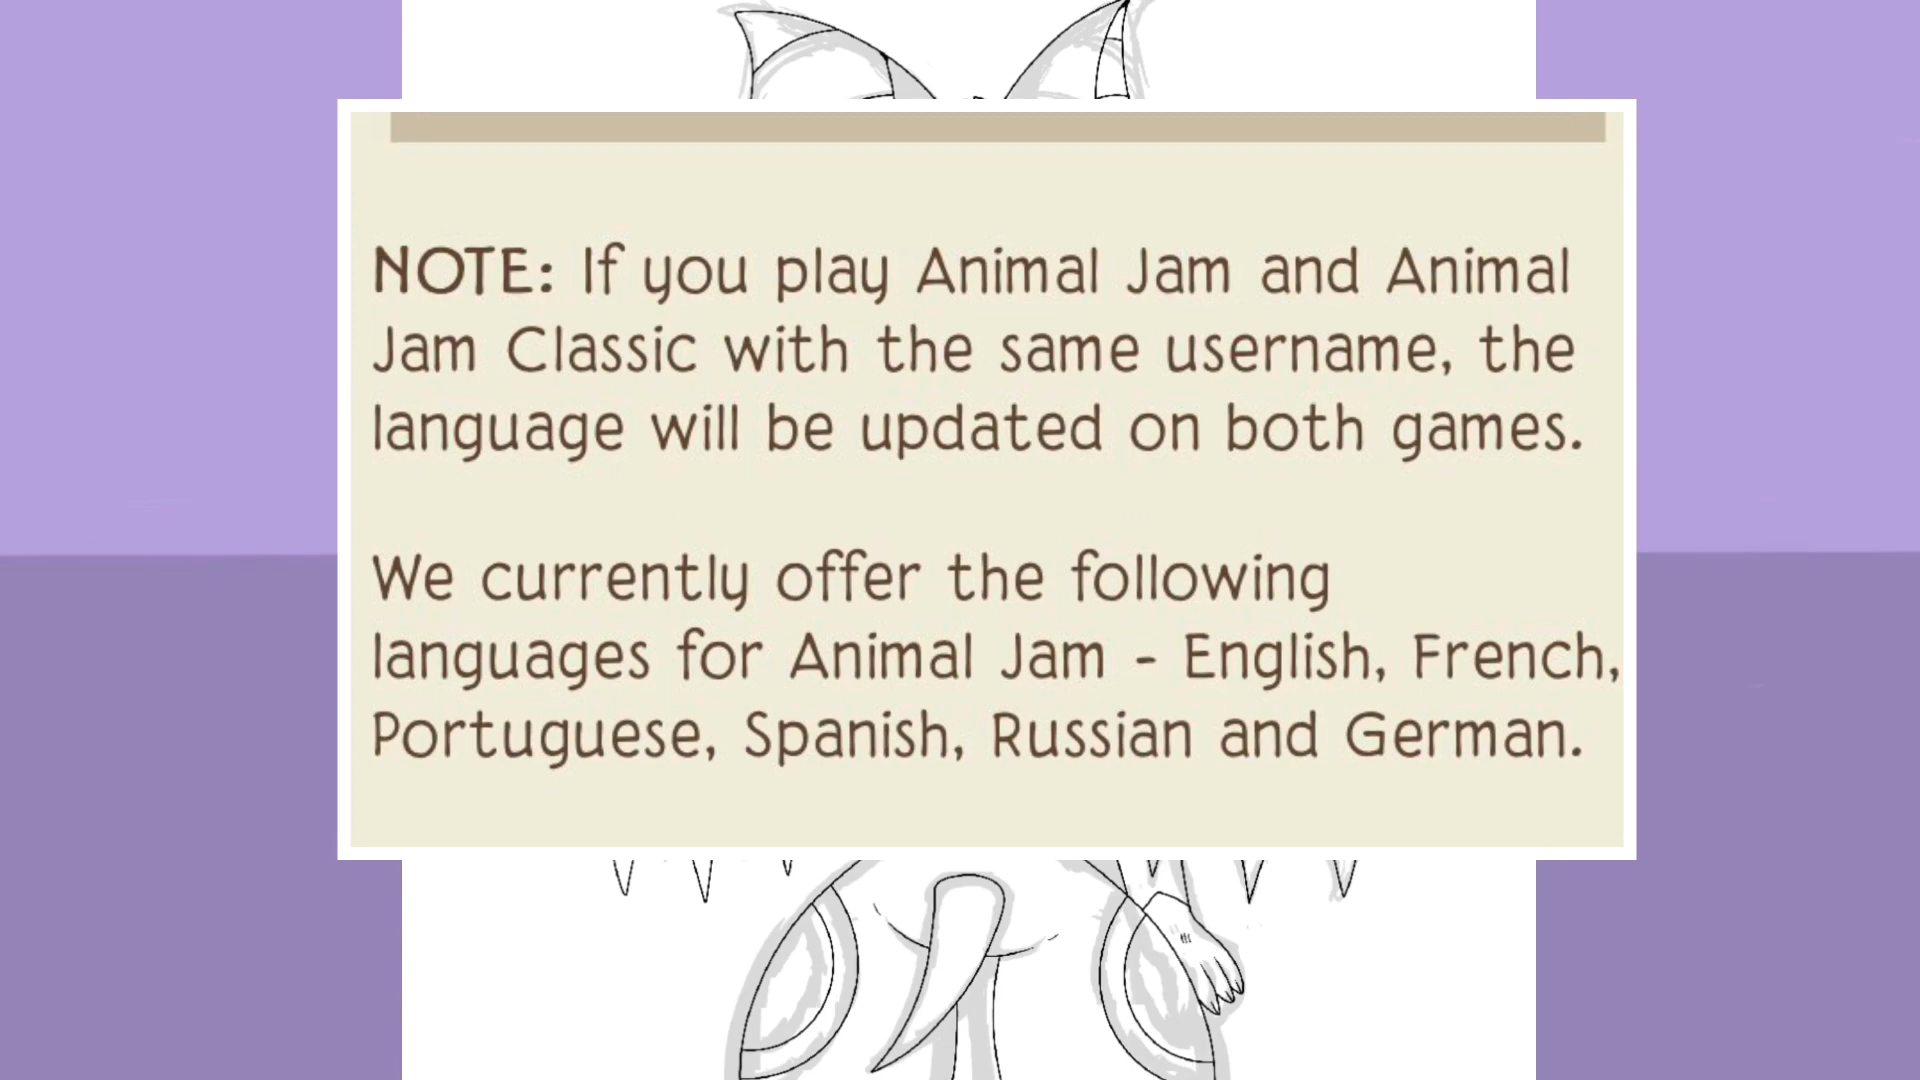 NOTE: If you play Animal Jam and Animal
Jam Classic with the same username, the
language will be updated on both games.
We currently offer the following
languages for Animal Jam - English, French,
Portuguese, Spanish, Russian and German.